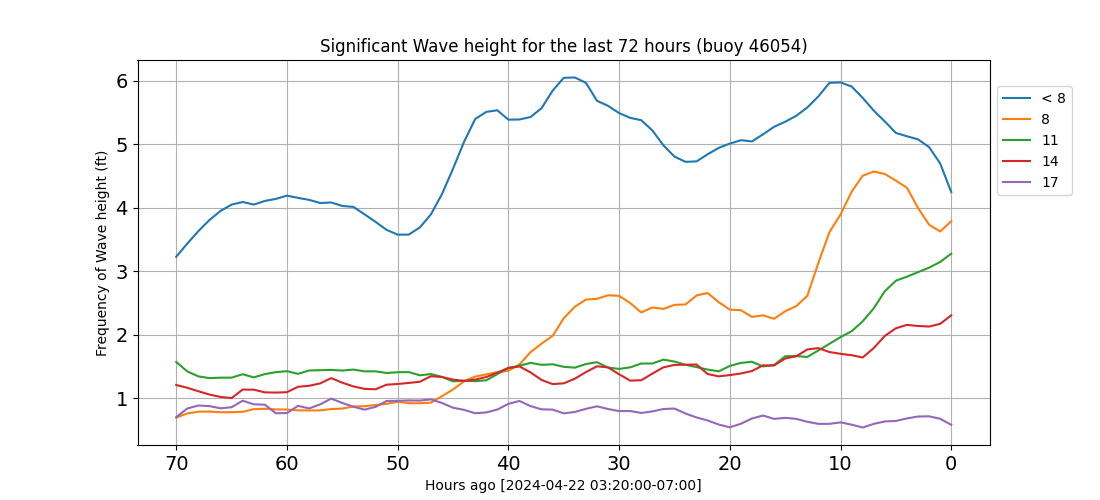 Significant Wave height for the last 72 hours (buoy 46054)
Frequency of Wave height (ft)
6
5
4
3
2
1
70 60 50 40 30 20 10 0
Hours ago [2024-04-22 03:20:00-07:00]
< 8
8
11
14
17